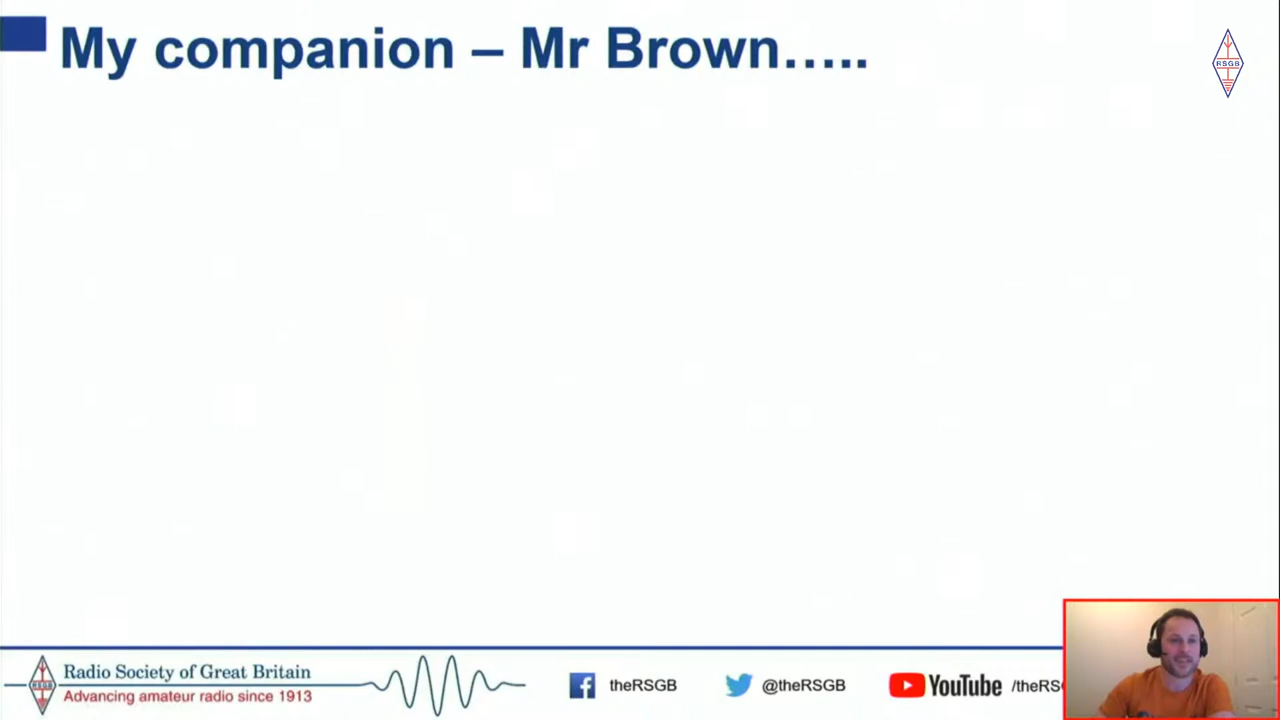 My companion – Mr Brown…..
RSGB
RSGB
Radio Society of Great Britain
Advancing amateur radio since 1913
theRSGB
@theRSGB
YouTube /theRS